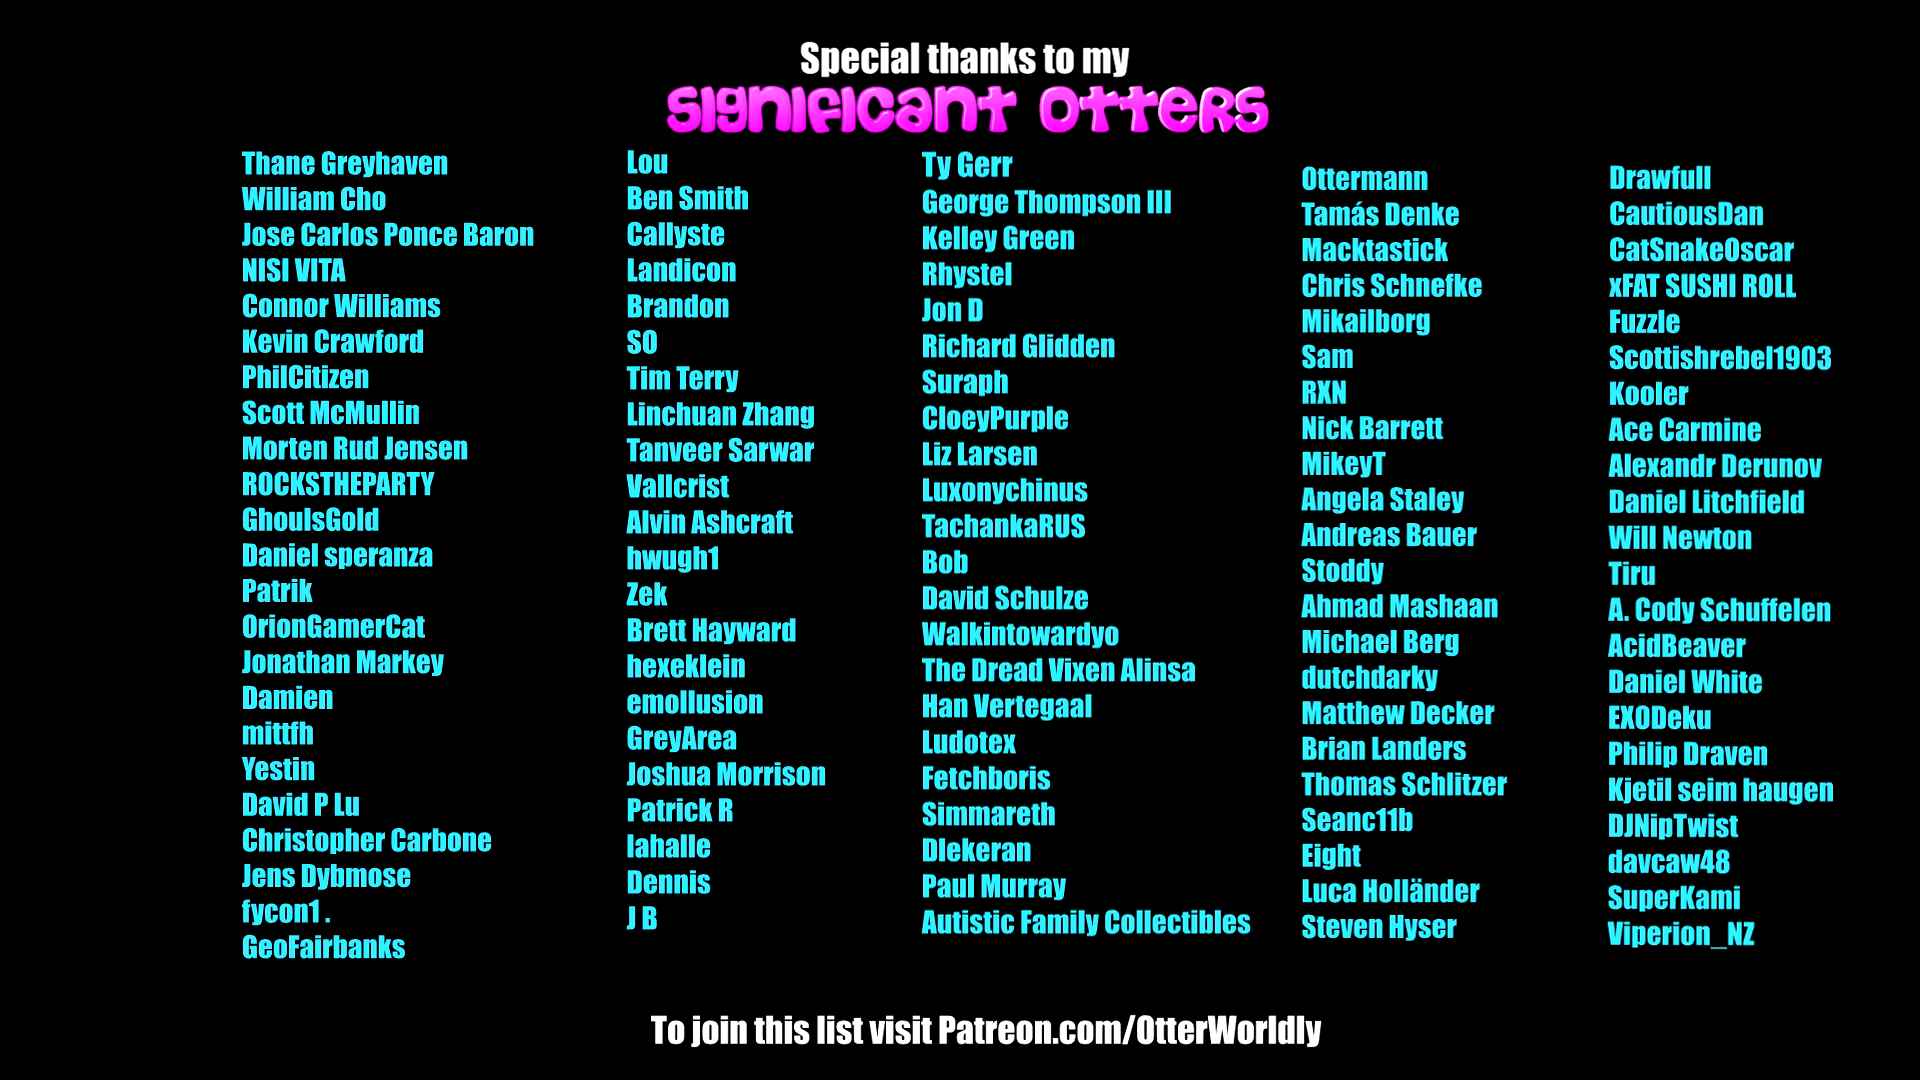 Special thanks to my
SIGNIFICANT OTTERS
Thane Greyhaven
William Cho
Jose Carlos Ponce Baron
NISI VITA
Connor Williams
Kevin Crawford
PhilCitizen
Scott McMullin
Morten Rud Jensen
ROCKSTHEPARTY
GhoulsGold
Daniel speranza
Patrik
OrionGamerCat
Jonathan Markey
Damien
mittfh
Yestin
David P Lu
Christopher Carbone
Jens Dybmose
fycon1 .
GeoFairbanks
Lou
Ben Smith
Callyste
Landicon
Brandon
SO
Tim Terry
Linchuan Zhang
Tanveer Sarwar
Vallcrist
Alvin Ashcraft
hwugh1
Zek
Brett Hayward
hexeklein
emollusion
GreyArea
Joshua Morrison
Patrick R
lahalle
Dennis
J B
Ty Gerr
George Thompson III
Kelley Green
Rhystel
Jon D
Richard Glidden
Suraph
CloeyPurple
Liz Larsen
Luxonychinus
TachankaRUS
Bob
David Schulze
Walkintowardyo
The Dread Vixen Alinsa
Han Vertegaal
Ludotex
Fetchboris
Simmareth
Dlekeran
Paul Murray
Autistic Family Collectibles
Ottermann
Tamás Denke
Macktastick
Chris Schnefke
Mikailborg
Sam
RXN
Nick Barrett
MikeyT
Angela Staley
Andreas Bauer
Stoddy
Ahmad Mashaan
Michael Berg
dutchdarky
Matthew Decker
Brian Landers
Thomas Schlitzer
Seanc11b
Eight
Luca Holländer
Steven Hyser
Drawfull
CautiousDan
CatSnakeOscar
xFAT SUSHI ROLL
Fuzzle
Scottishrebel1903
Kooler
Ace Carmine
Alexandr Derunov
Daniel Litchfield
Will Newton
Tiru
A. Cody Schuffelen
AcidBeaver
Daniel White
EXODeku
Philip Draven
Kjetil seim haugen
DJNipTwist
davcaw48
SuperKami
Viperion_NZ
To join this list visit Patreon.com/OtterWorldly